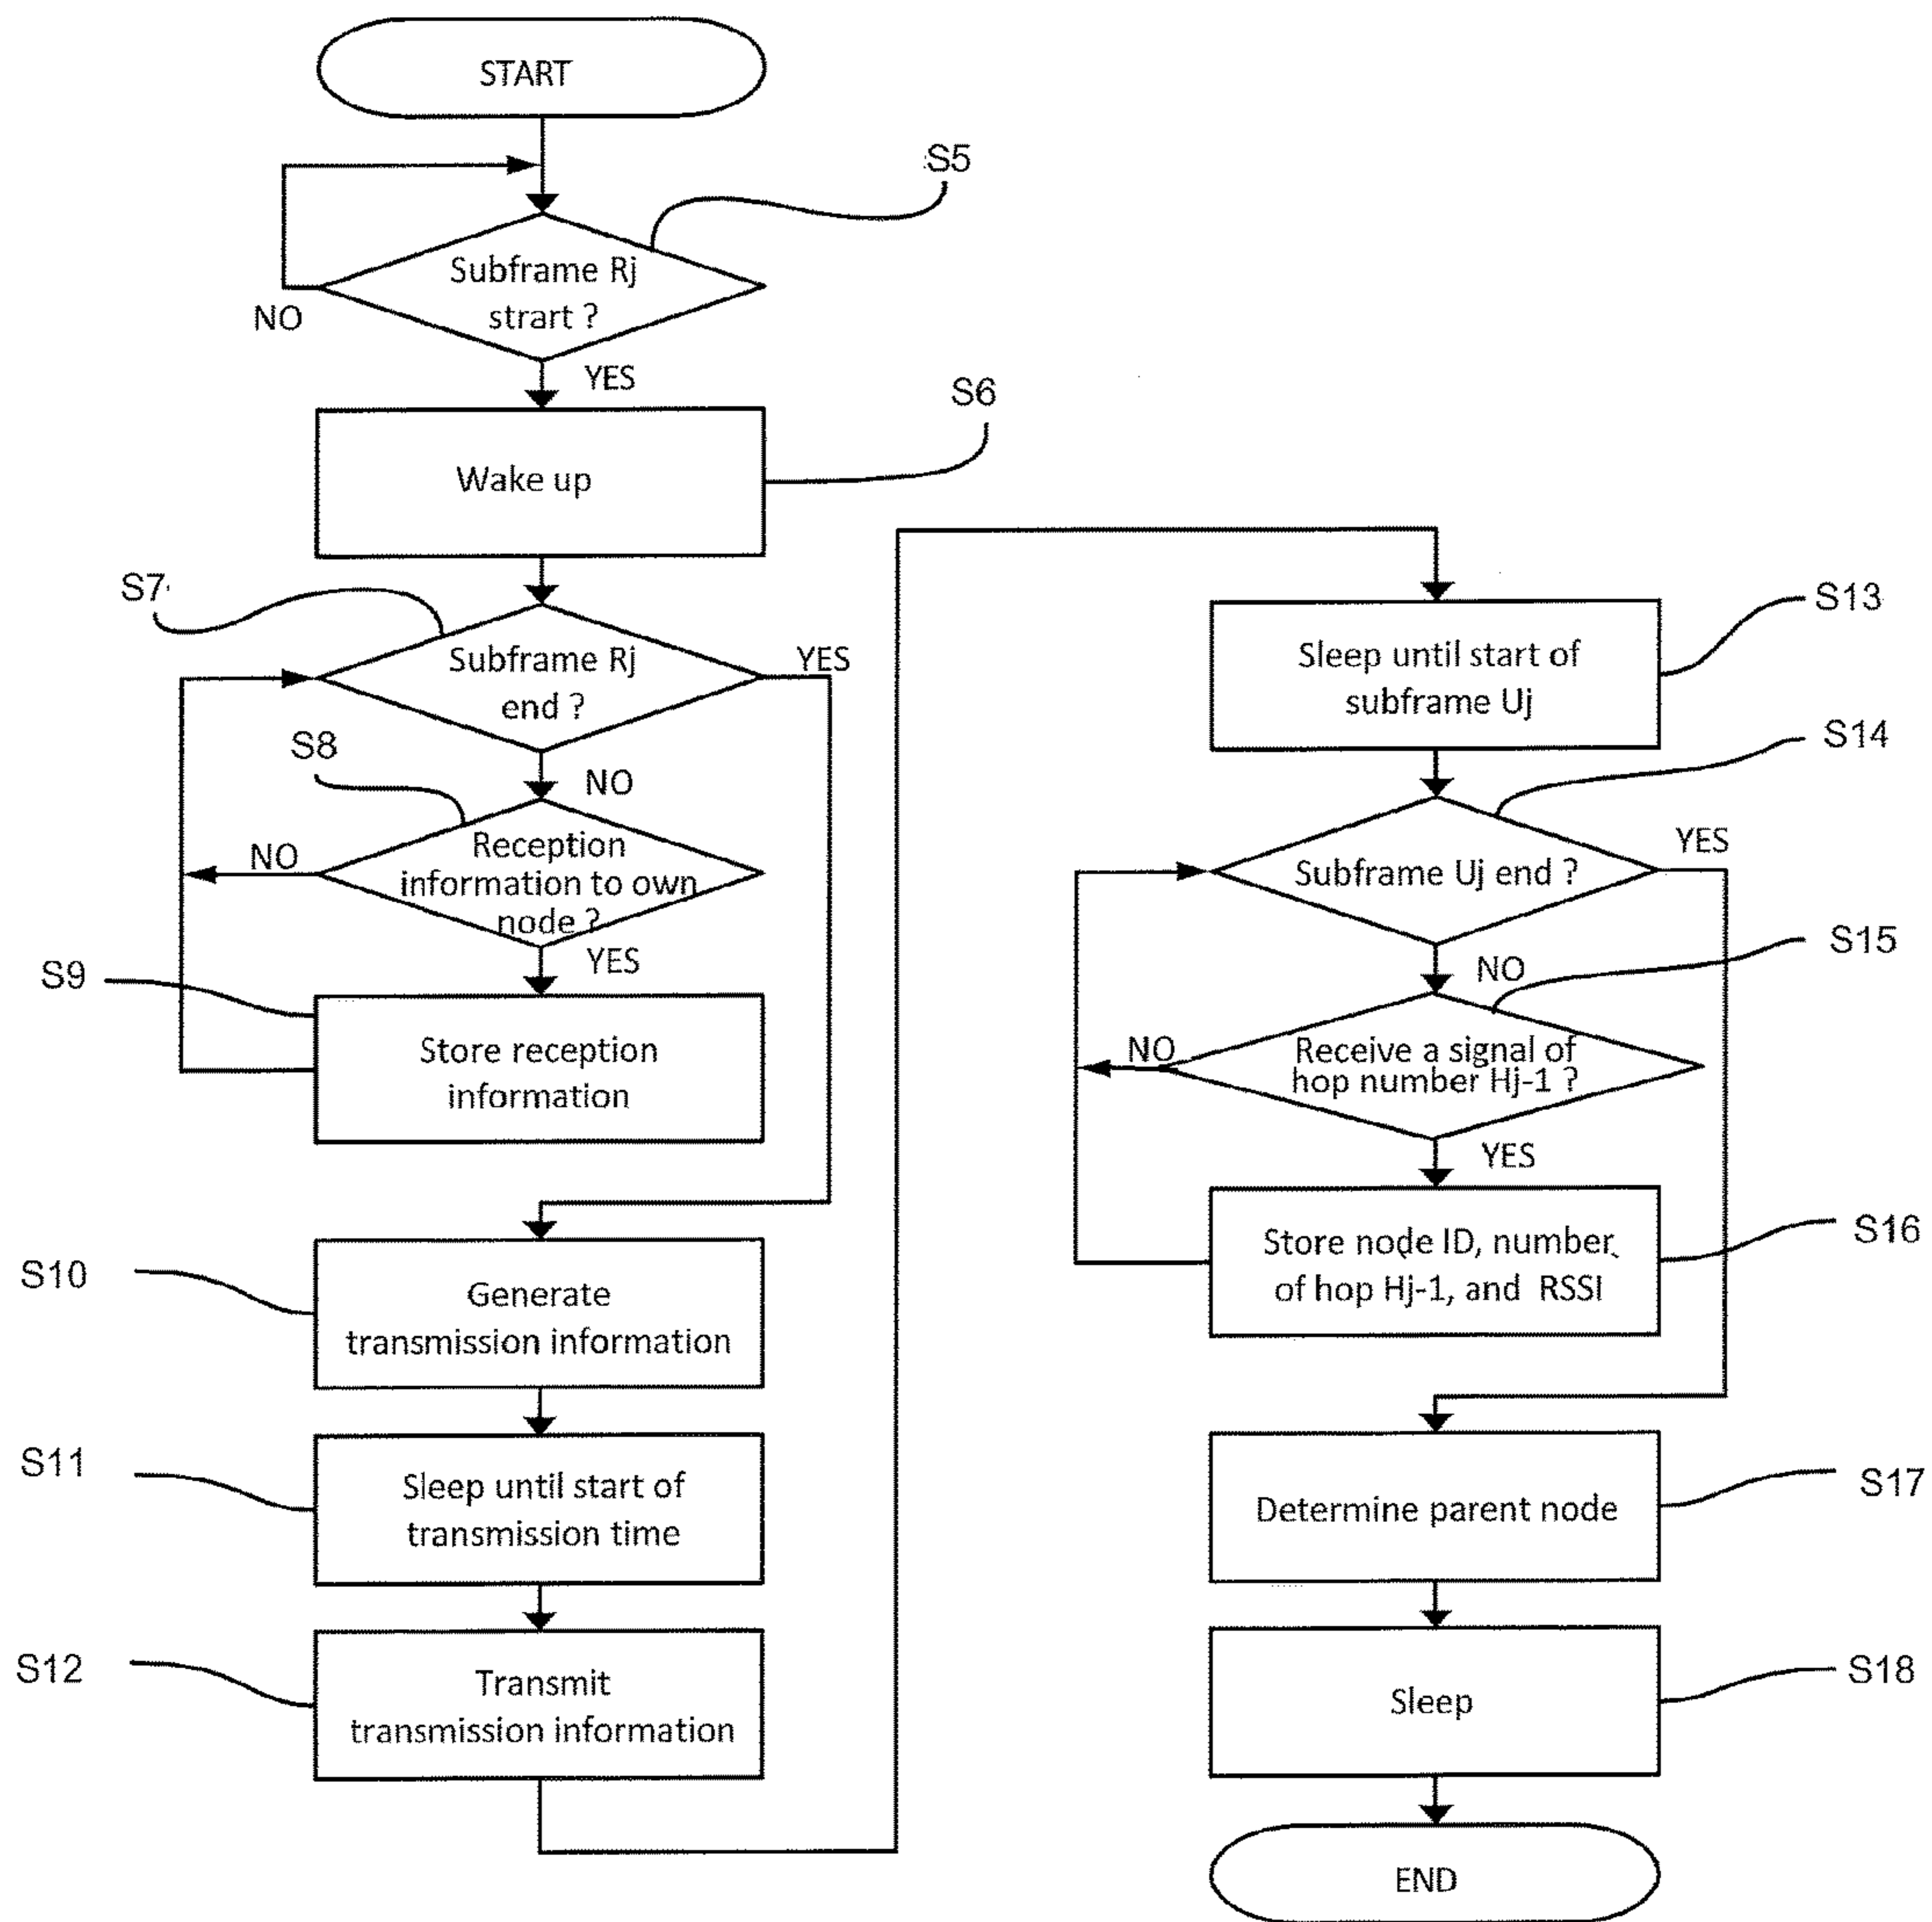 START
S5
Subframe Rj
strart ?
NO
YES
S6
Wake up
S7
Subframe Rj
end ?
YES
NO
S8
Reception
information to own
node ?
NO
YES
S9
Store reception
information
S10
Generate
transmission information
S11
Sleep until start of
transmission time
S12
Transmit
transmission information
S13
Sleep until start of
subframe Uj
S14
Subframe Uj end ?
YES
NO
S15
Receive a signal of
hop number Hj-1 ?
NO
YES
S16
Store node ID, number
of hop Hj-1, and RSSI
S17
Determine parent node
S18
Sleep
END